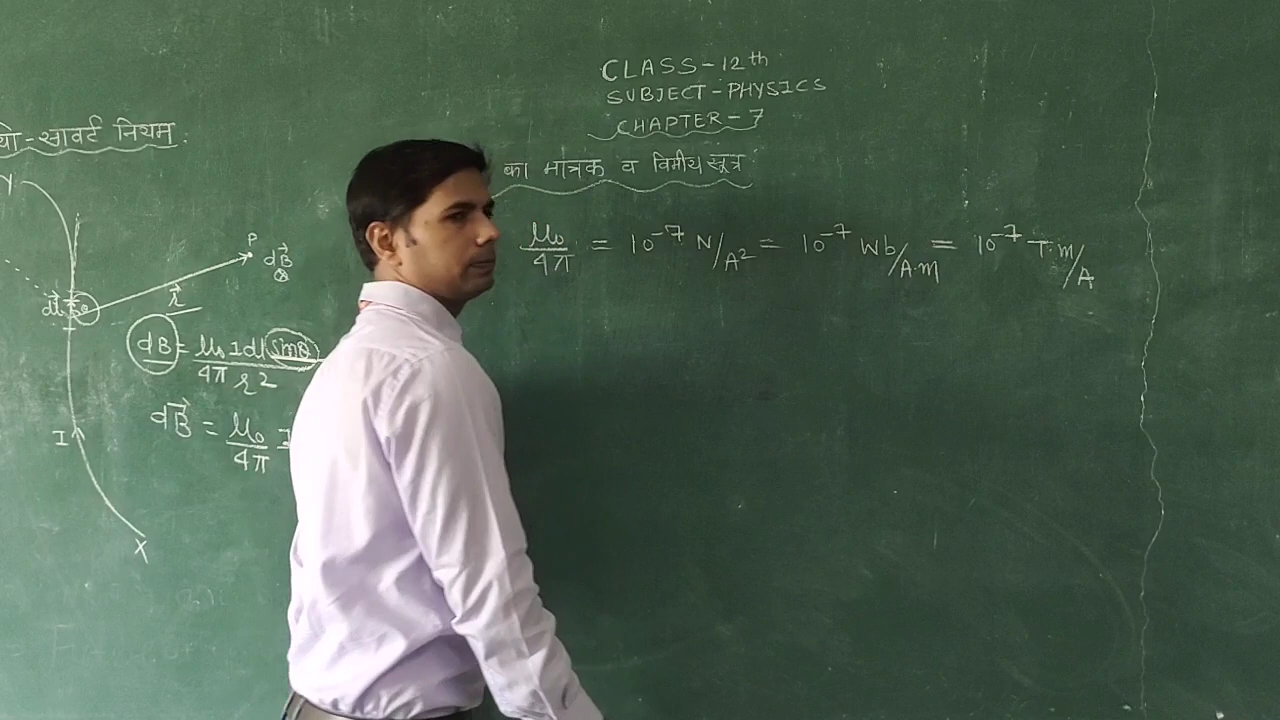 CLASS-12th
SUBJECT-PHYSICS
CHAPTER-7
-सावर्ट नियम.
का मात्रक व विमीय सूत्र
μ₀/4π = 10⁻⁷ N/A² = 10⁻⁷ Wb/A.m = 10⁻⁷ T.m/A
Y
P
dB⃗ ⊗
r⃗
dl⃗ θ
dB = μ₀ I dl sinθ / 4π r²
dB⃗ = μ₀/4π I
I
X